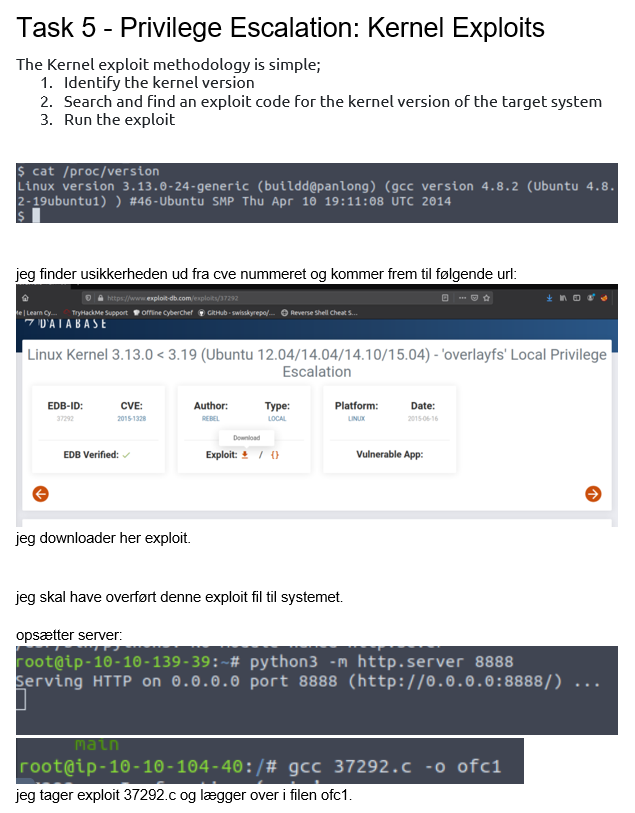 Task 5 - Privilege Escalation: Kernel Exploits
The Kernel exploit methodology is simple;
1. Identify the kernel version
2. Search and find an exploit code for the kernel version of the target system
3. Run the exploit
$ cat /proc/version
Linux version 3.13.0-24-generic (buildd@panlong) (gcc version 4.8.2 (Ubuntu 4.8.
2-19ubuntu1) ) #46-Ubuntu SMP Thu Apr 10 19:11:08 UTC 2014
$
jeg finder usikkerheden ud fra cve nummeret og kommer frem til følgende url:
https://www.exploit-db.com/exploits/37292
Me | Learn Cy... TryHackMe Support Offline CyberChef GitHub - swisskyrepo/... Reverse Shell Cheat S...
DATABASE
Linux Kernel 3.13.0 < 3.19 (Ubuntu 12.04/14.04/14.10/15.04) - 'overlayfs' Local Privilege
Escalation
EDB-ID: CVE: Author: Type: Platform: Date:
37292 2015-1328 REBEL LOCAL LINUX 2015-06-16
Download
EDB Verified: ✓ Exploit: / {} Vulnerable App:
jeg downloader her exploit.
jeg skal have overført denne exploit fil til systemet.
opsætter server:
root@ip-10-10-139-39:~# python3 -m http.server 8888
Serving HTTP on 0.0.0.0 port 8888 (http://0.0.0.0:8888/) ...
main
root@ip-10-10-104-40:/# gcc 37292.c -o ofc1
jeg tager exploit 37292.c og lægger over i filen ofc1.